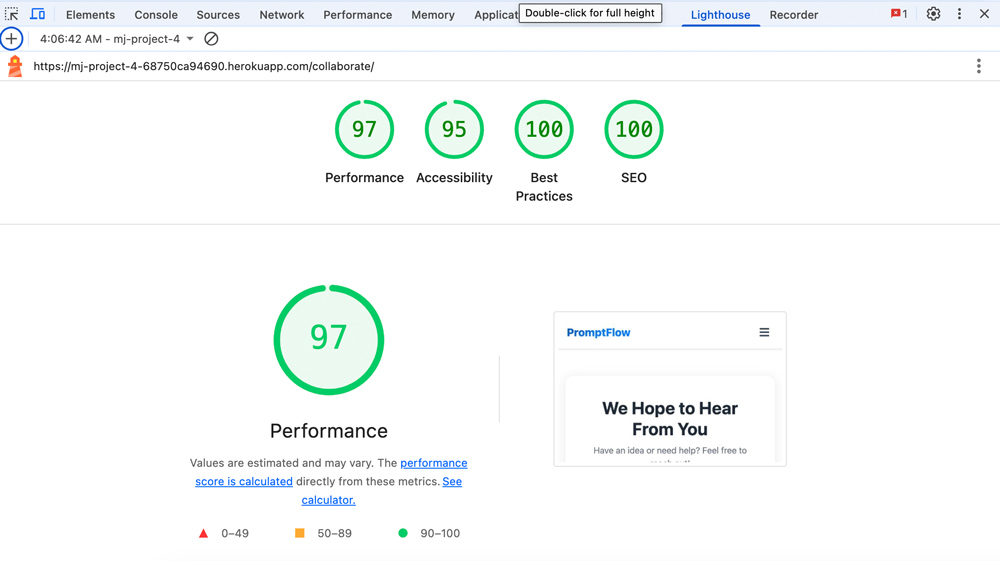 Elements Console Sources Network Performance Memory Applicat Double-click for full height Lighthouse Recorder 1
4:06:42 AM - mj-project-4
https://mj-project-4-68750ca94690.herokuapp.com/collaborate/
97 95 100 100
Performance Accessibility Best Practices SEO
97
Performance
Values are estimated and may vary. The performance
score is calculated directly from these metrics. See
calculator.
0–49 50–89 90–100
PromptFlow
We Hope to Hear
From You
Have an idea or need help? Feel free to